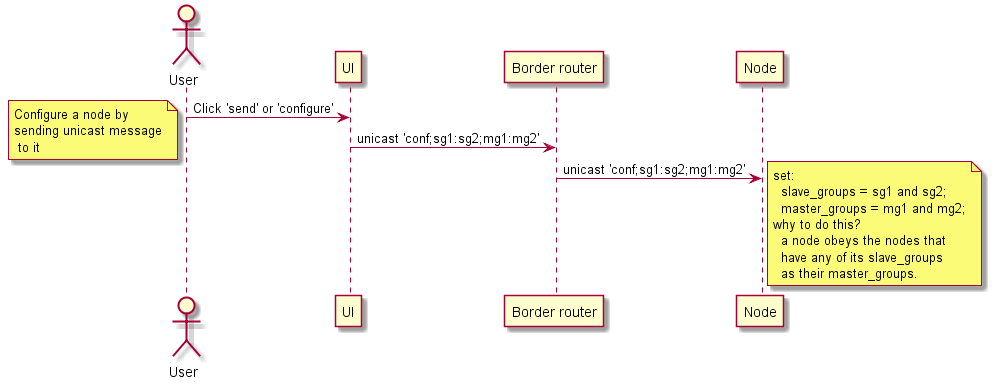 User
UI
Border router
Node
Configure a node by
sending unicast message
to it
Click 'send' or 'configure'
unicast 'conf;sg1:sg2;mg1:mg2'
unicast 'conf;sg1:sg2;mg1:mg2'
set:
slave_groups = sg1 and sg2;
master_groups = mg1 and mg2;
why to do this?
a node obeys the nodes that
have any of its slave_groups
as their master_groups.
User
UI
Border router
Node